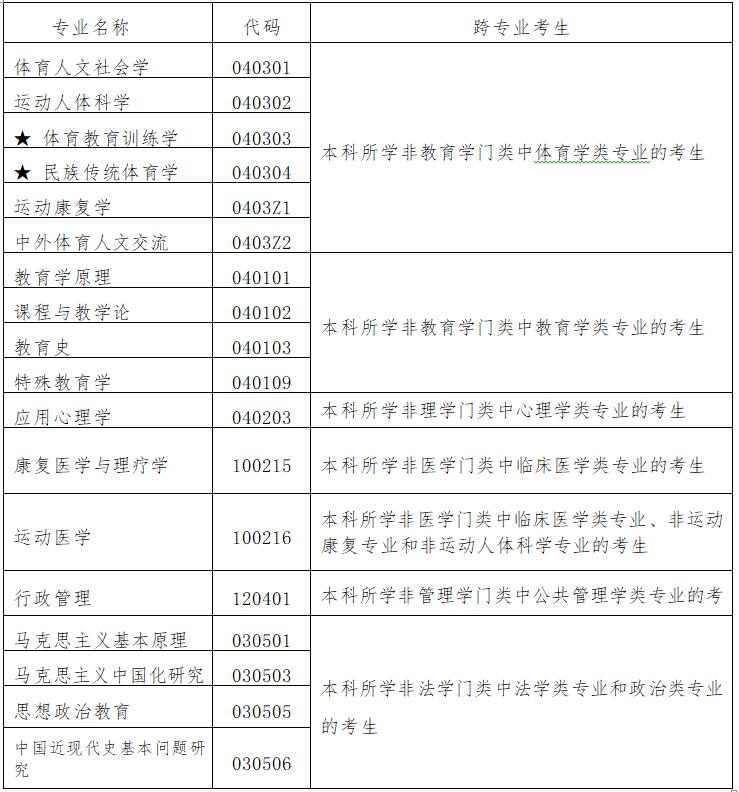 专业名称 代码 跨专业考生
体育人文社会学 040301
运动人体科学 040302
★ 体育教育训练学 040303
本科所学非教育学门类中体育学类专业的考生
★ 民族传统体育学 040304
运动康复学 0403Z1
中外体育人文交流 0403Z2
教育学原理 040101
课程与教学论 040102
本科所学非教育学门类中教育学类专业的考生
教育史 040103
特殊教育学 040109
应用心理学 040203 本科所学非理学门类中心理学类专业的考生
康复医学与理疗学 100215 本科所学非医学门类中临床医学类专业的考生
运动医学 100216 本科所学非医学门类中临床医学类专业、非运动
康复专业和非运动人体科学专业的考生
行政管理 120401 本科所学非管理学门类中公共管理学类专业的考
马克思主义基本原理 030501
马克思主义中国化研究 030503
本科所学非法学门类中法学类专业和政治类专业
的考生
思想政治教育 030505
中国近现代史基本问题研
究 030506